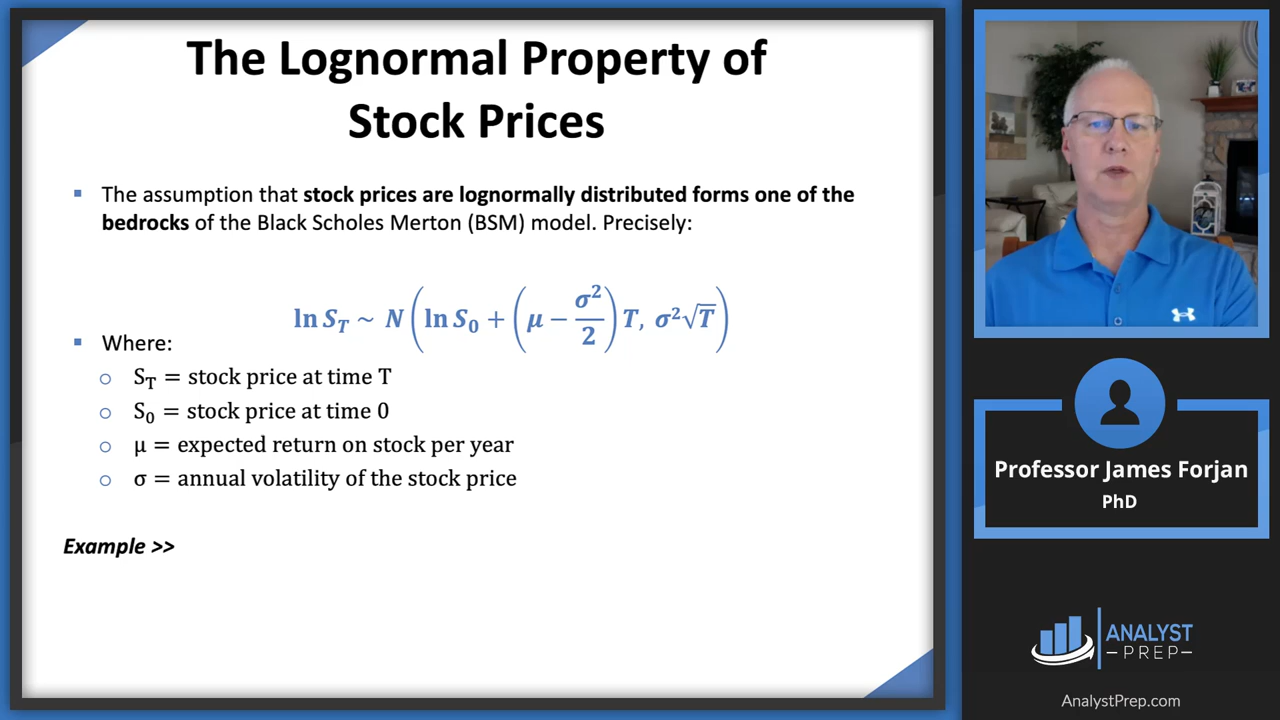 The Lognormal Property of
Stock Prices
▪ The assumption that stock prices are lognormally distributed forms one of the
bedrocks of the Black Scholes Merton (BSM) model. Precisely:
ln S_T ~ N(ln S_0 + (μ − σ²/2) T, σ²√T)
▪ Where:
○ S_T = stock price at time T
○ S_0 = stock price at time 0
○ μ = expected return on stock per year
○ σ = annual volatility of the stock price
Example >>
Professor James Forjan
PhD
ANALYST
–PREP–
AnalystPrep.com